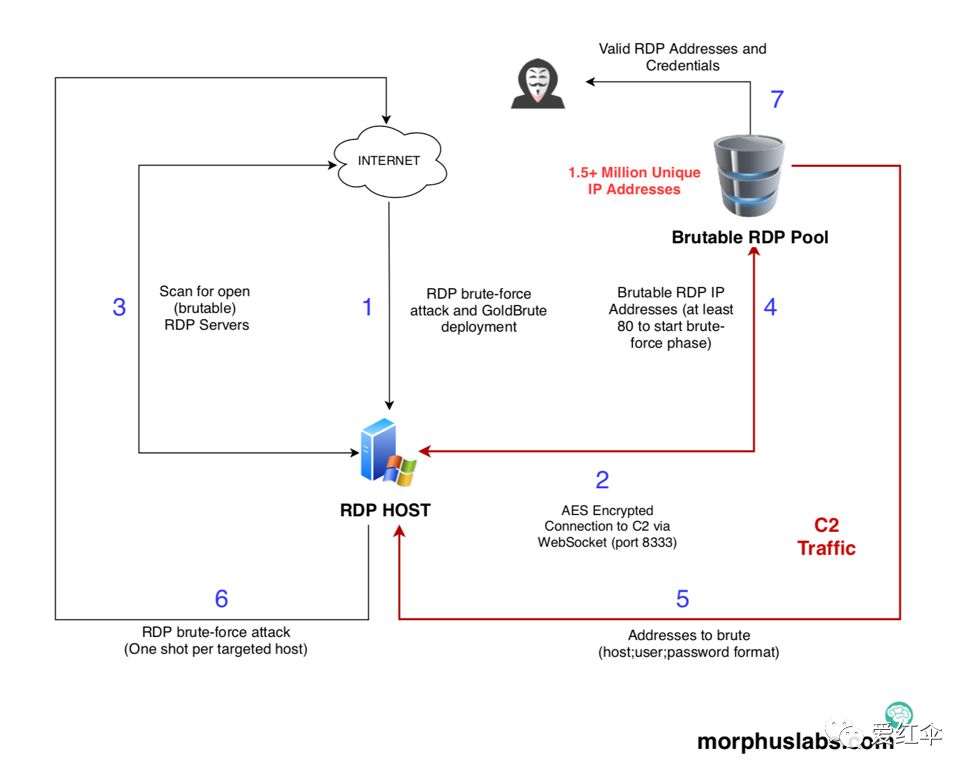 Valid RDP Addresses and
Credentials
7
INTERNET
1.5+ Million Unique
IP Addresses
Brutable RDP Pool
3
Scan for open
(brutable)
RDP Servers
1
RDP brute-force
attack and GoldBrute
deployment
Brutable RDP IP
Addresses (at least
80 to start brute-
force phase)
4
RDP HOST
2
AES Encrypted
Connection to C2 via
WebSocket (port 8333)
C2
Traffic
6
RDP brute-force attack
(One shot per targeted host)
5
Addresses to brute
(host;user;password format)
morphuslabs.com
爱红伞